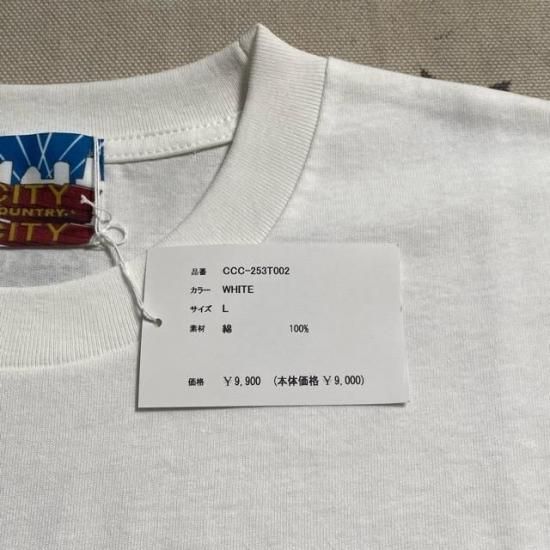 CITY
COUNTRY
CITY
品番 CCC-253T002
カラー WHITE
サイズ L
素材 綿 100%
価格 ￥9,900 (本体価格 ￥9,000)